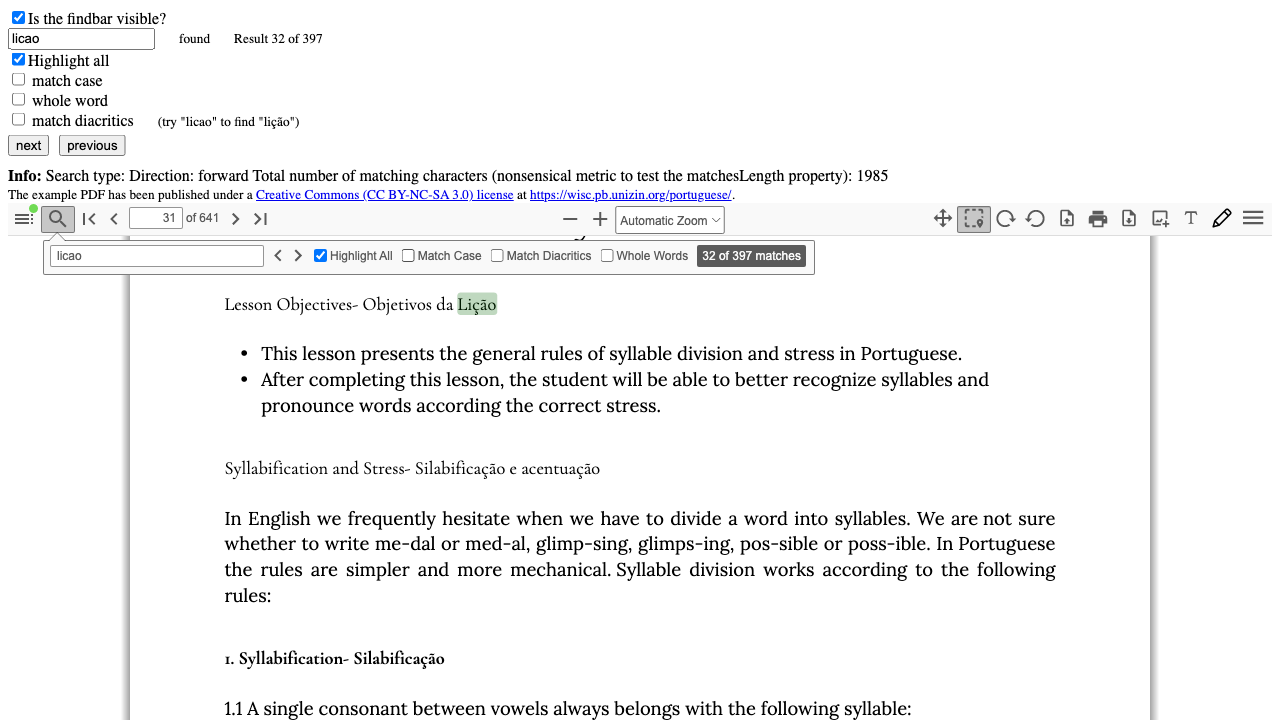 Is the findbar visible?
licao found Result 32 of 397
Highlight all
match case
whole word
match diacritics (try "licao" to find "lição")
next previous
Info: Search type: Direction: forward Total number of matching characters (nonsensical metric to test the matchesLength property): 1985
The example PDF has been published under a Creative Commons (CC BY-NC-SA 3.0) license at https://wisc.pb.unizin.org/portuguese/.
31 of 641 Automatic Zoom
licao Highlight All Match Case Match Diacritics Whole Words 32 of 397 matches
Lesson Objectives- Objetivos da Lição
• This lesson presents the general rules of syllable division and stress in Portuguese.
• After completing this lesson, the student will be able to better recognize syllables and
pronounce words according the correct stress.
Syllabification and Stress- Silabificação e acentuação
In English we frequently hesitate when we have to divide a word into syllables. We are not sure
whether to write me-dal or med-al, glimp-sing, glimps-ing, pos-sible or poss-ible. In Portuguese
the rules are simpler and more mechanical. Syllable division works according to the following
rules:
1. Syllabification- Silabificação
1.1 A single consonant between vowels always belongs with the following syllable: